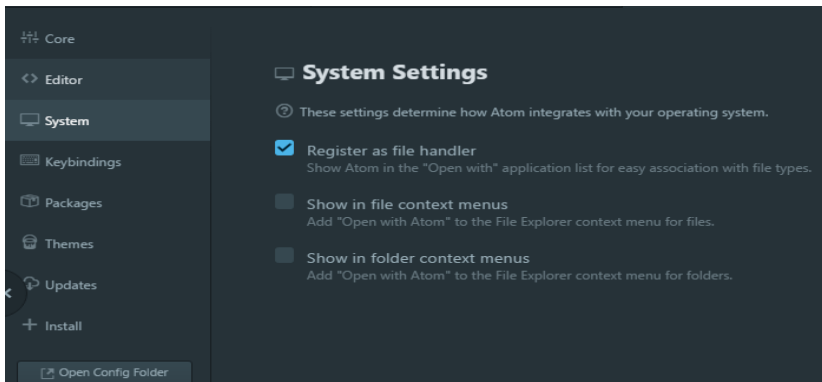 Core
Editor
System
Keybindings
Packages
Themes
Updates
Install
Open Config Folder
System Settings
These settings determine how Atom integrates with your operating system.
Register as file handler
Show Atom in the "Open with" application list for easy association with file types.
Show in file context menus
Add "Open with Atom" to the File Explorer context menu for files.
Show in folder context menus
Add "Open with Atom" to the File Explorer context menu for folders.